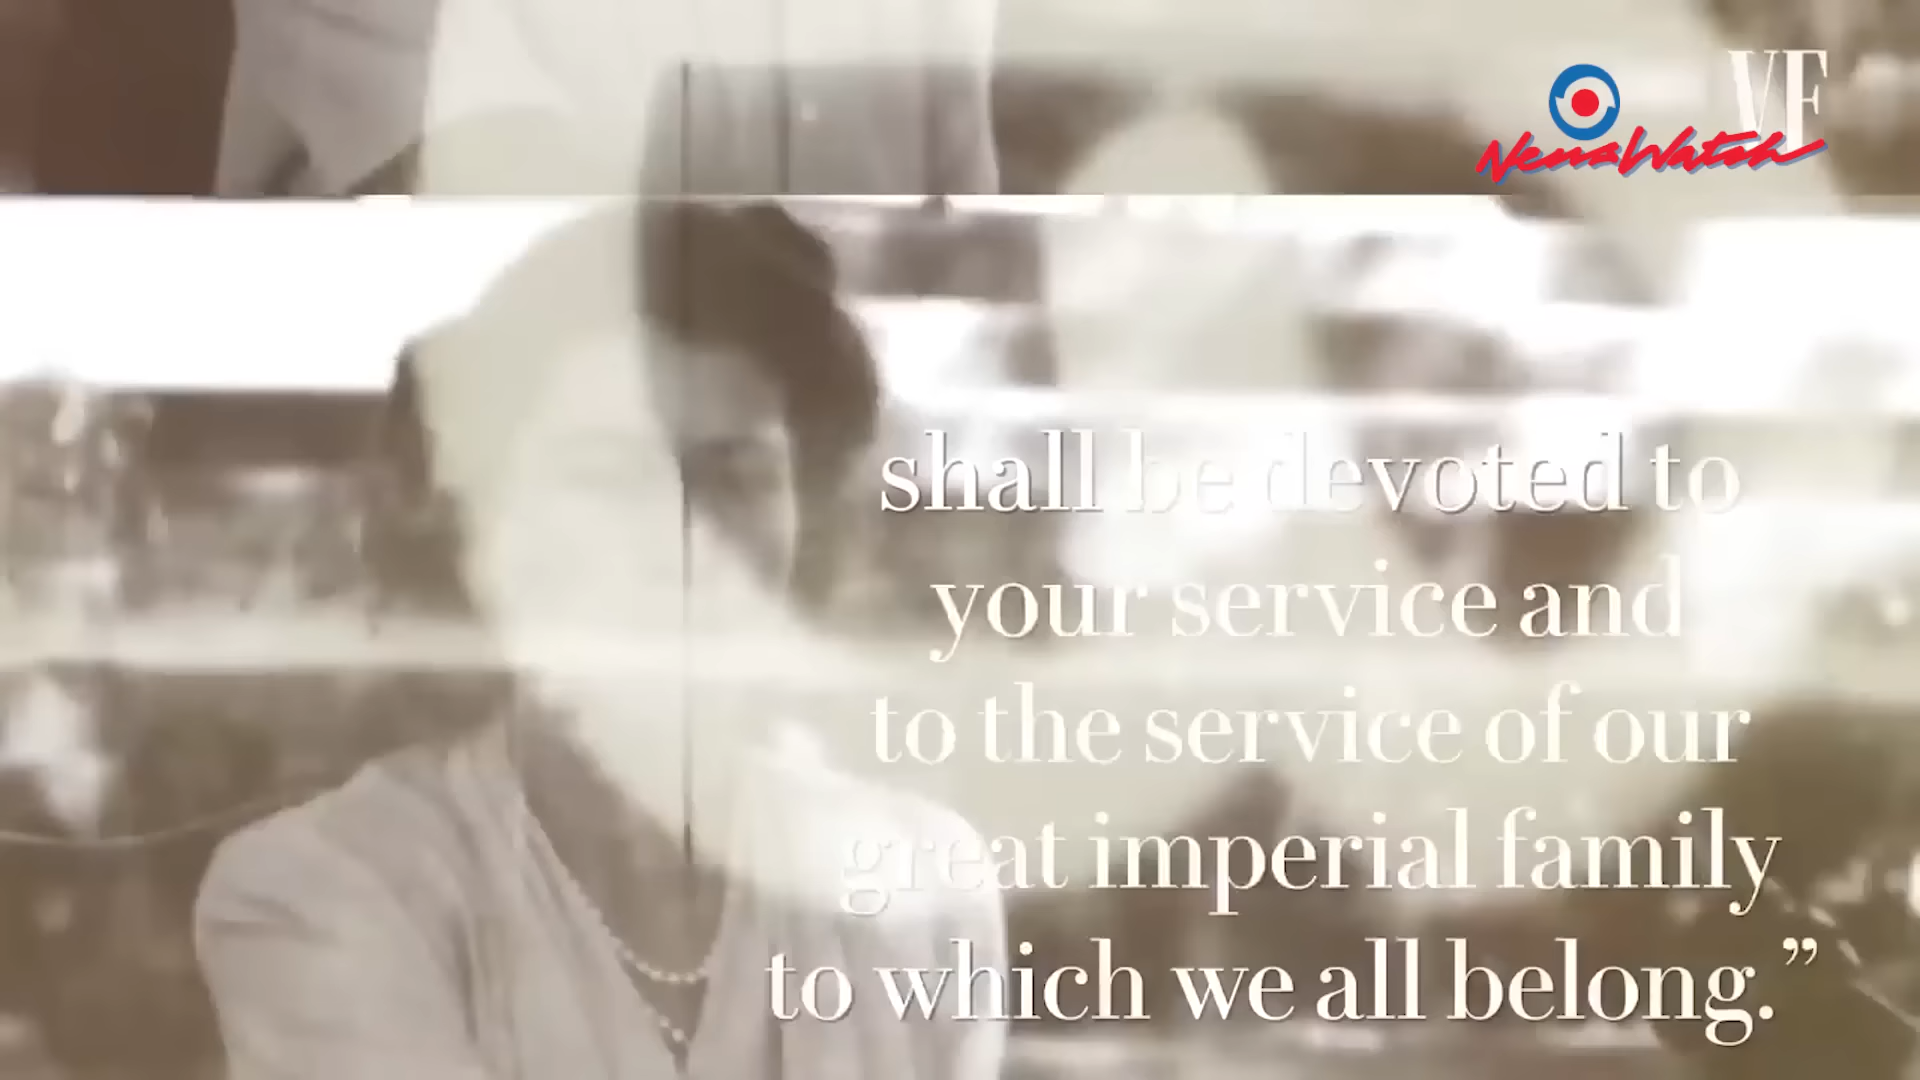 VF
NewsWatch
shall be devoted to
your service and
to the service of our
great imperial family
to which we all belong.”